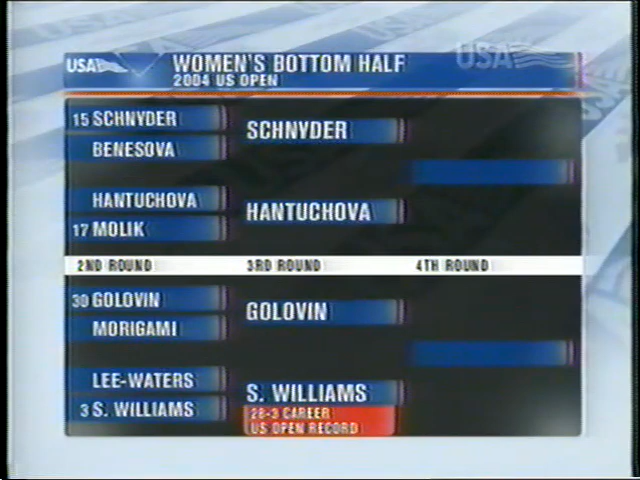 USA
WOMEN'S BOTTOM HALF
USA
2004 US OPEN
15 SCHNYDER
BENESOVA
SCHNYDER
HANTUCHOVA
17 MOLIK
HANTUCHOVA
2ND ROUND 3RD ROUND 4TH ROUND
30 GOLOVIN
MORIGAMI
GOLOVIN
LEE-WATERS
3 S. WILLIAMS
S. WILLIAMS
28-3 CAREER
US OPEN RECORD